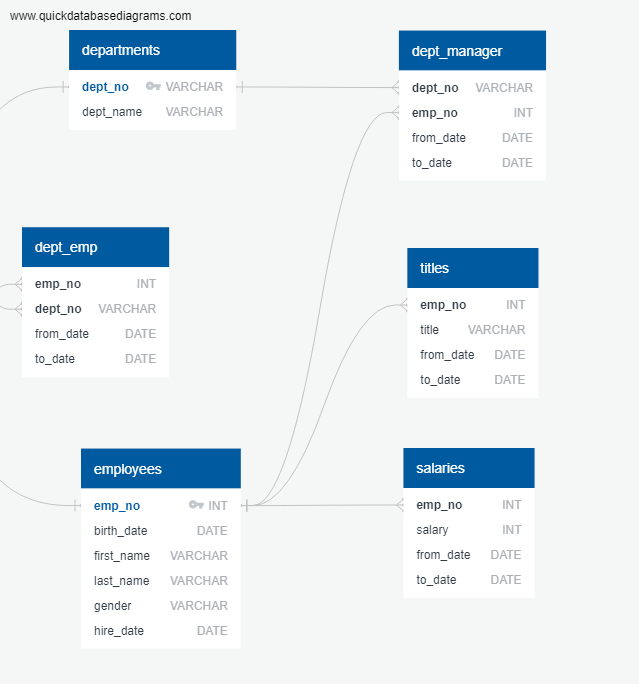 www.quickdatabasediagrams.com
departments
dept_no VARCHAR
dept_name VARCHAR
dept_manager
dept_no VARCHAR
emp_no INT
from_date DATE
to_date DATE
dept_emp
emp_no INT
dept_no VARCHAR
from_date DATE
to_date DATE
titles
emp_no INT
title VARCHAR
from_date DATE
to_date DATE
employees
emp_no INT
birth_date DATE
first_name VARCHAR
last_name VARCHAR
gender VARCHAR
hire_date DATE
salaries
emp_no INT
salary INT
from_date DATE
to_date DATE